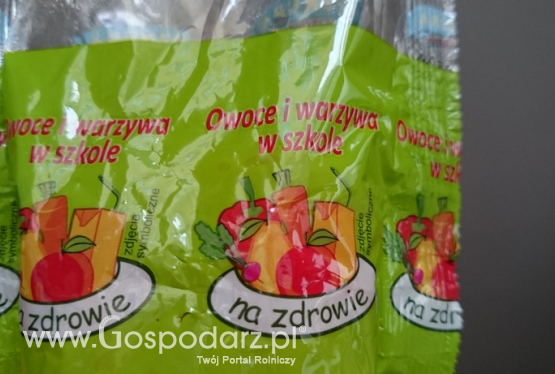 Owoce i warzywa
w szkole
zdjęcie
symboliczne
na zdrowie
Owoce i warzywa
w szkole
zdjęcie
symboliczne
na zdrowie
Owoce i
w
na
www.Gospodarz.pl
Twój Portal Rolniczy